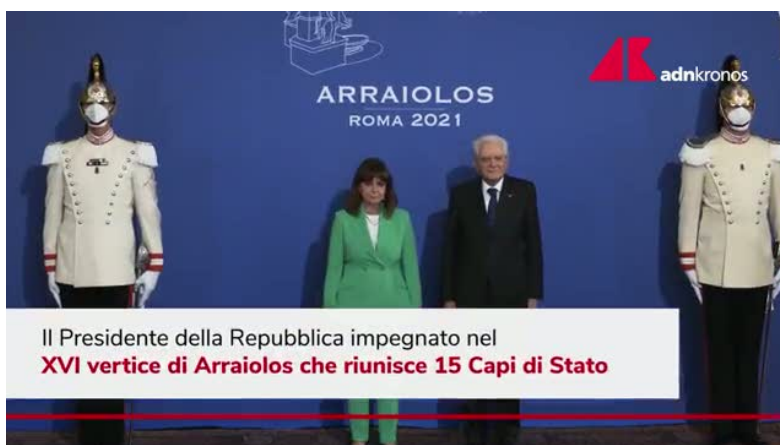 ARRAIOLOS
ROMA 2021
adnkronos
Il Presidente della Repubblica impegnato nel
XVI vertice di Arraiolos che riunisce 15 Capi di Stato